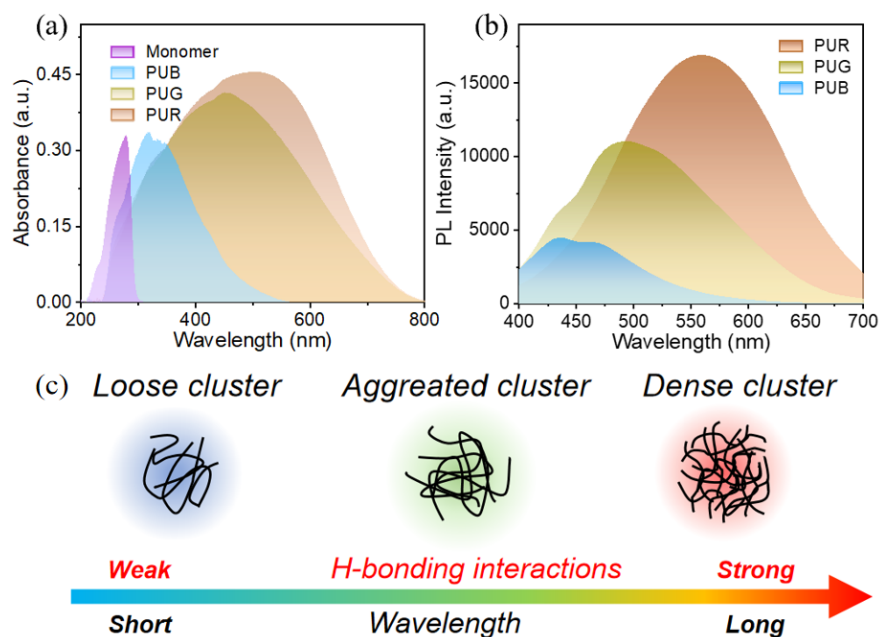 (a)
Monomer
PUB
PUG
PUR
Absorbance (a.u.)
0.45
0.30
0.15
0.00
200
400
600
800
Wavelength (nm)
(b)
PUR
PUG
PUB
PL Intensity (a.u.)
15000
10000
5000
0
400
450
500
550
600
650
700
Wavelength (nm)
(c)
Loose cluster
Aggreated cluster
Dense cluster
Weak
H-bonding interactions
Strong
Short
Wavelength
Long